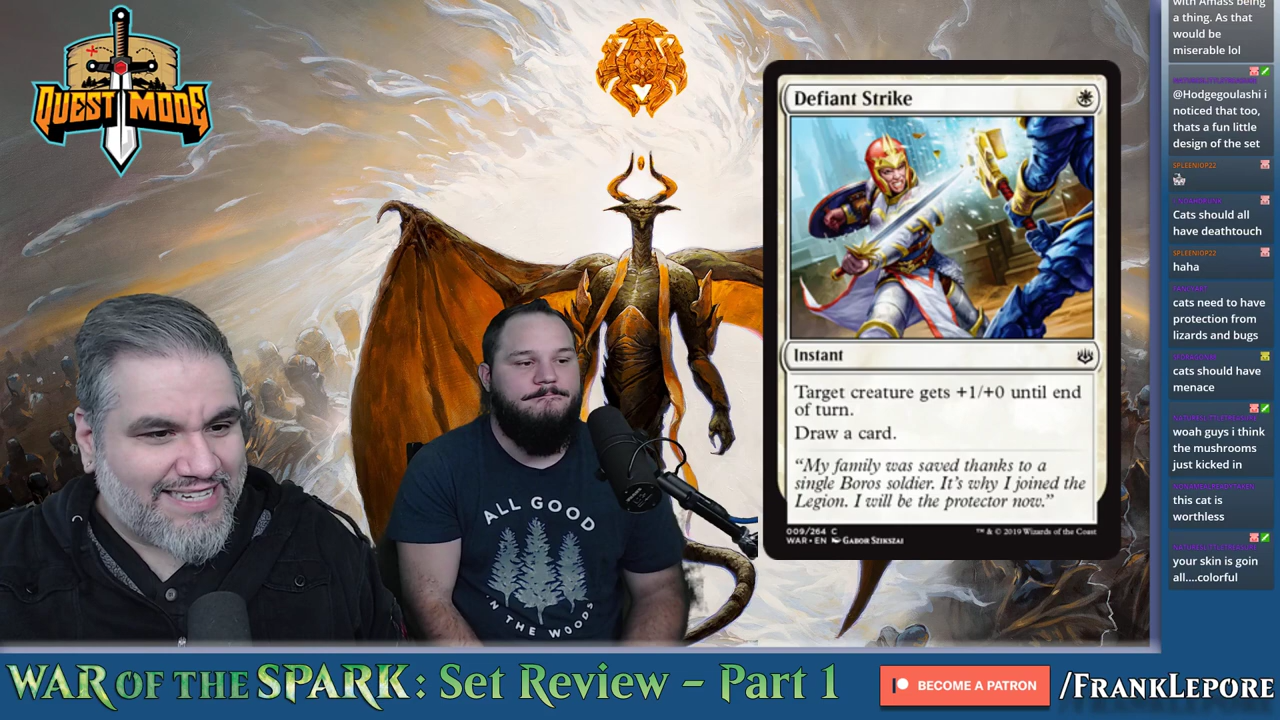 QUEST MODE
Defiant Strike
Instant
Target creature gets +1/+0 until end
of turn.
Draw a card.
“My family was saved thanks to a
single Boros soldier. It’s why I joined the
Legion. I will be the protector now.”
009/264 C
WAR • EN GABOR SZIKSZAI
™ & © 2019 Wizards of the Coast
ALL GOOD
'N THE WOODS
with Amass being
a thing. As that
would be
miserable lol
@Hodgegoulashi i
noticed that too,
thats a fun little
design of the set
SPLEENIOP22
Cats should all
have deathtouch
SPLEENIOP22
haha
cats need to have
protection from
lizards and bugs
cats should have
menace
woah guys i think
the mushrooms
just kicked in
this cat is
worthless
your skin is goin
all....colorful
WAR OF THE SPARK: Set Review - Part 1
BECOME A PATRON
/FRANKLEPORE